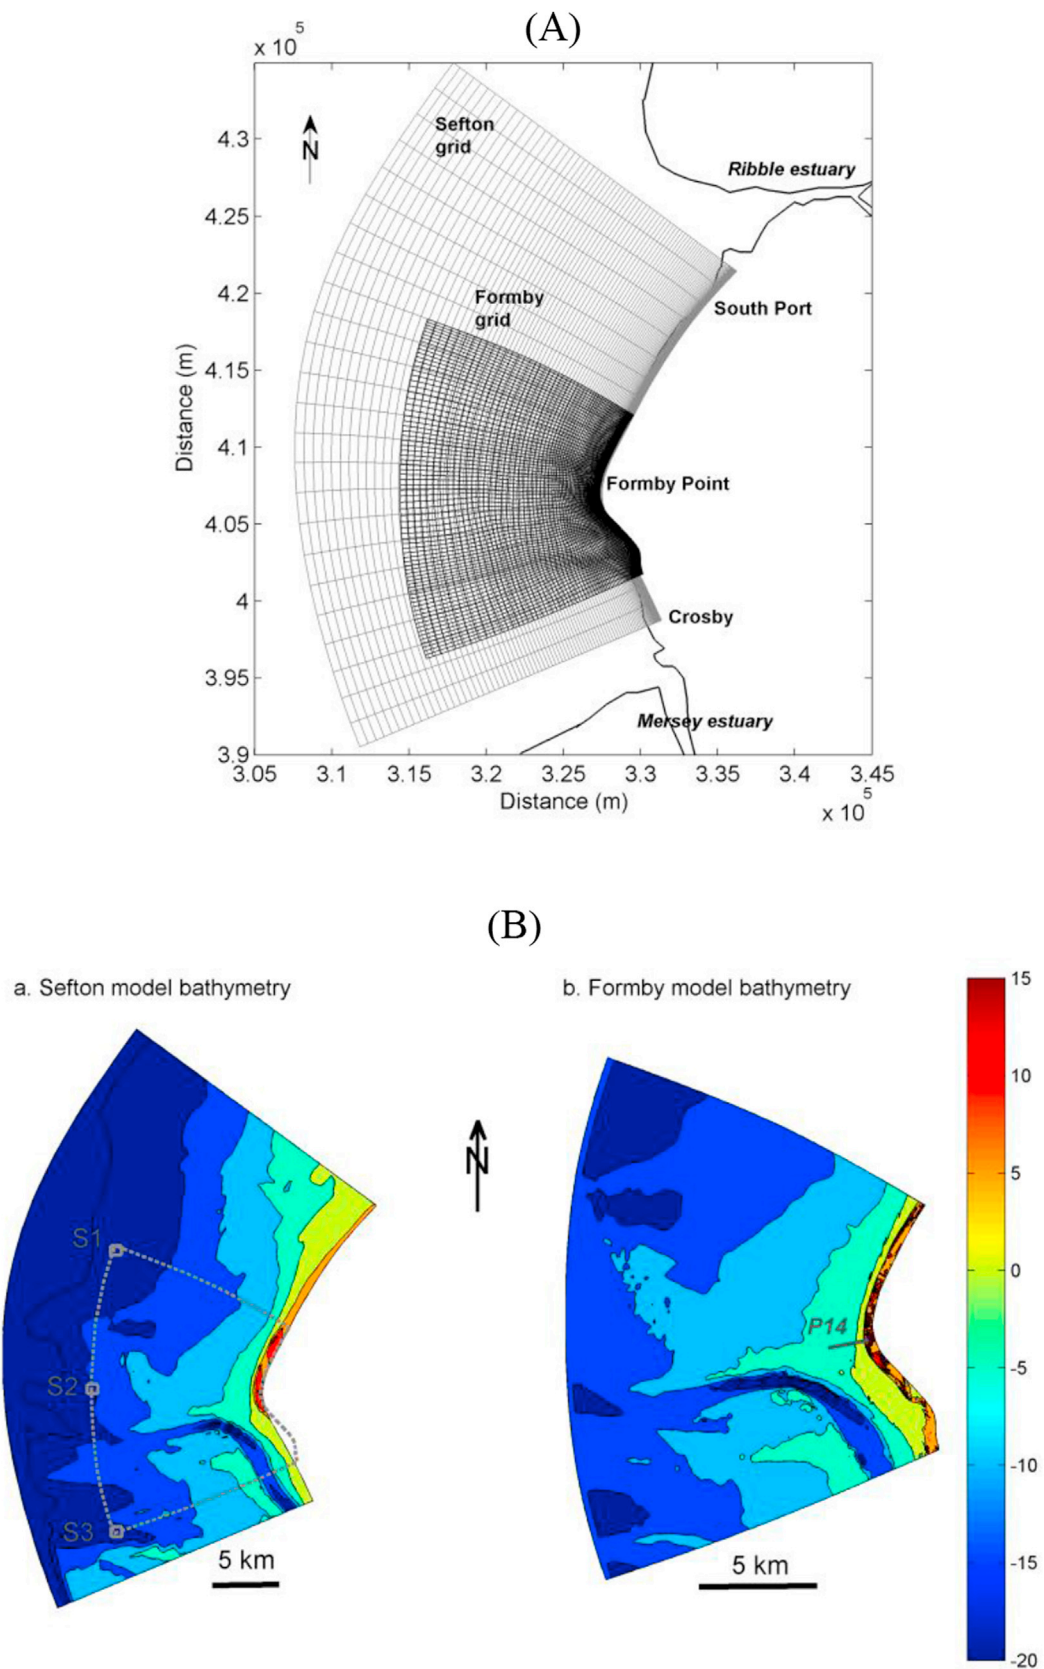 (A)
x 10^5
Sefton
grid
N
Ribble estuary
4.3
4.25
4.2
Formby
grid
South Port
4.15
4.1
Distance (m)
Formby Point
4.05
4
Crosby
3.95
Mersey estuary
3.9
3.05 3.1 3.15 3.2 3.25 3.3 3.35 3.4 3.45
Distance (m)
x 10^5
(B)
a. Sefton model bathymetry
b. Formby model bathymetry
15
10
5
0
-5
-10
-15
-20
N
S1
S2
S3
P14
5 km
5 km